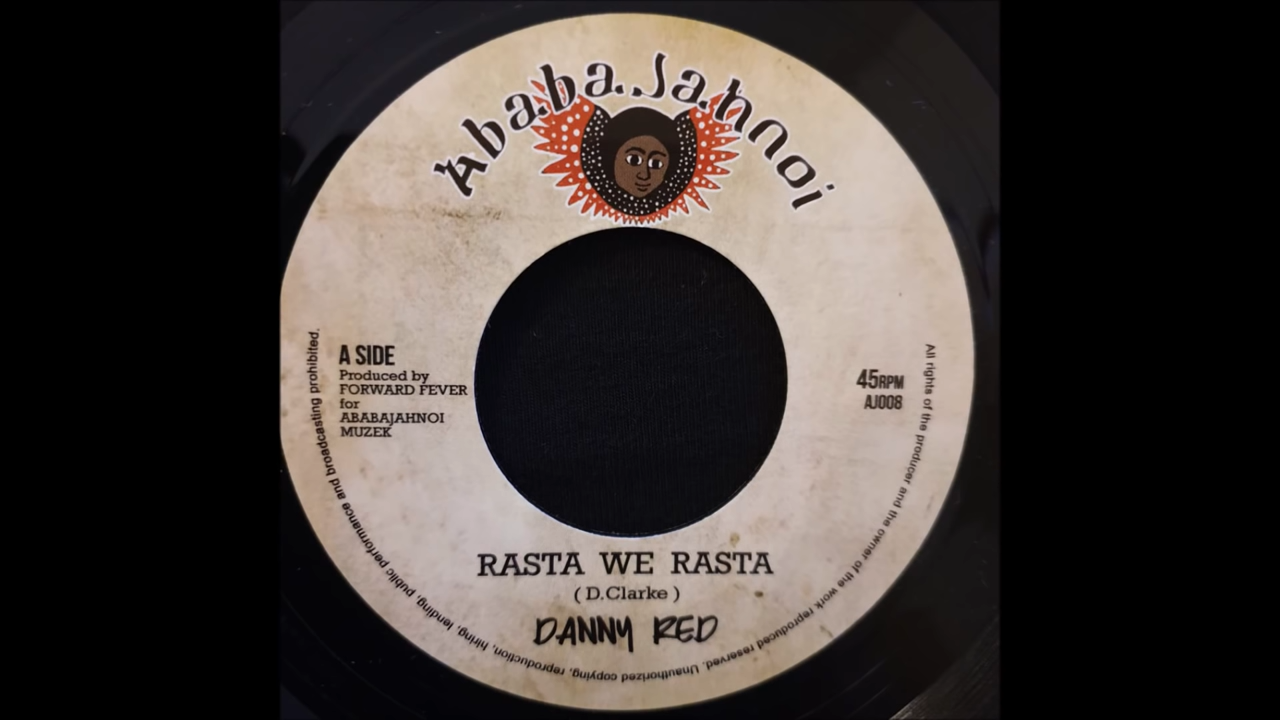 Ababa Jahnoi
A SIDE
Produced by
FORWARD FEVER
for
ABABAJAHNOI
MUZEK
45RPM
AJ008
RASTA WE RASTA
( D.Clarke )
DANNY RED
All rights of the producer and the owner of the work reproduced reserved. Unauthorized copying, reproduction, hiring, lending, public performance and broadcasting prohibited.